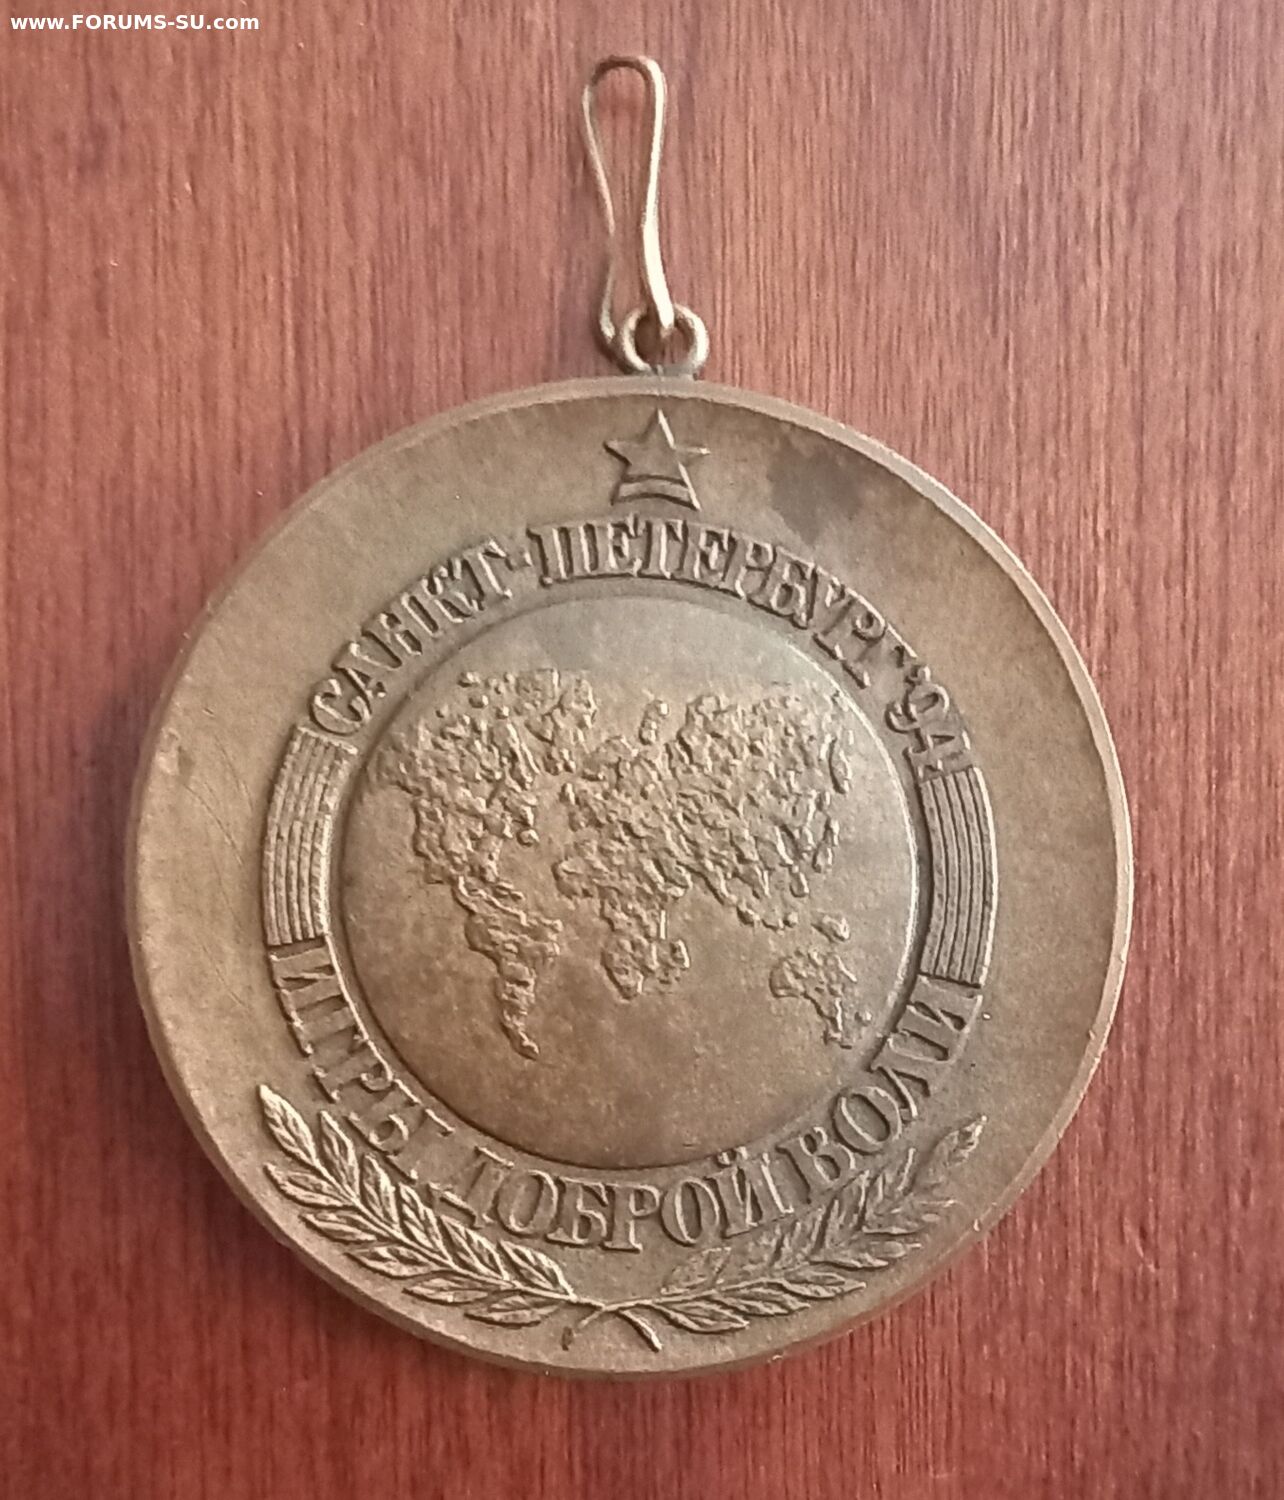 www.FORUMS-SU.com
САНКТ-ПЕТЕРБУРГ'94
ИГРЫ ДОБРОЙ ВОЛИ